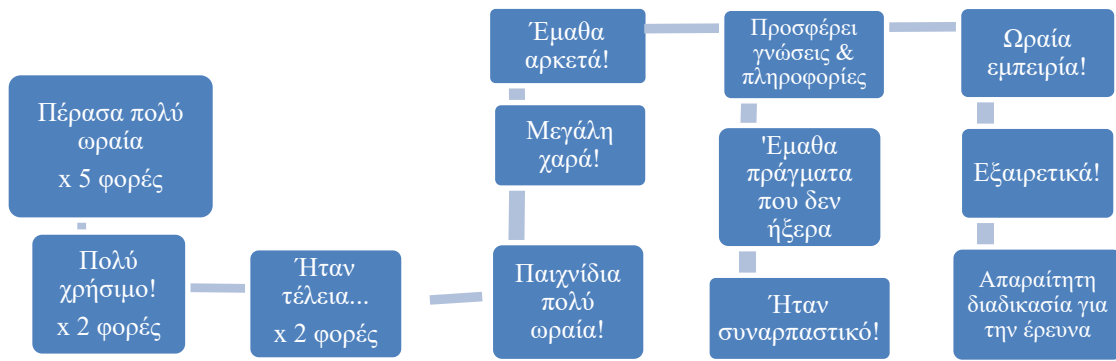 Πέρασα πολύ
ωραία
x 5 φορές
Πολύ
χρήσιμο!
x 2 φορές
Ήταν
τέλεια...
x 2 φορές
Παιχνίδια
πολύ
ωραία!
Μεγάλη
χαρά!
Έμαθα
αρκετά!
Προσφέρει
γνώσεις &
πληροφορίες
'Έμαθα
πράγματα
που δεν
ήξερα
Ήταν
συναρπαστικό!
Ωραία
εμπειρία!
Εξαιρετικά!
Απαραίτητη
διαδικασία για
την έρευνα